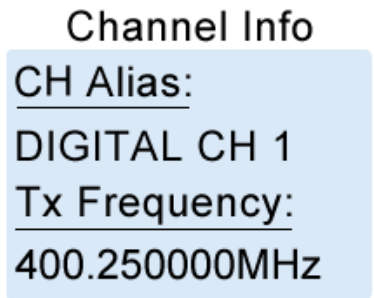 Channel Info
CH Alias:
DIGITAL CH 1
Tx Frequency:
400.250000MHz